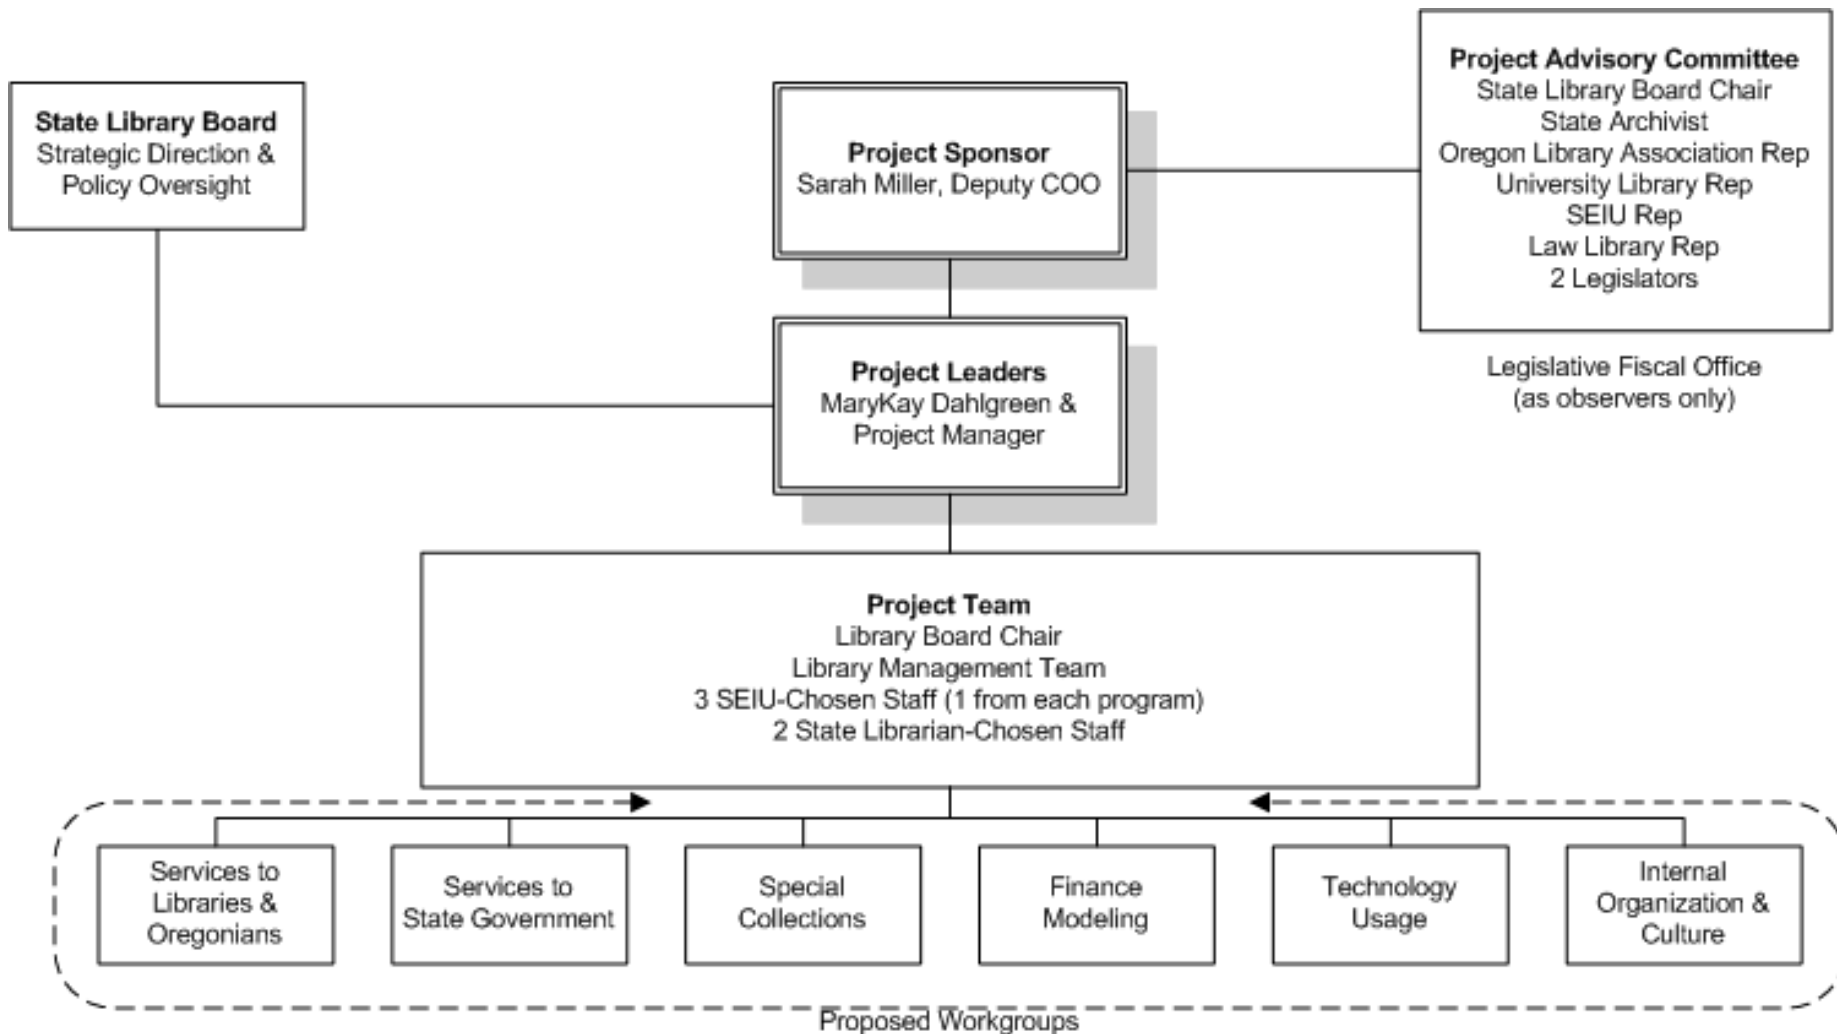 State Library Board
Strategic Direction &
Policy Oversight
Project Sponsor
Sarah Miller, Deputy COO
Project Advisory Committee
State Library Board Chair
State Archivist
Oregon Library Association Rep
University Library Rep
SEIU Rep
Law Library Rep
2 Legislators
Legislative Fiscal Office
(as observers only)
Project Leaders
MaryKay Dahlgreen &
Project Manager
Project Team
Library Board Chair
Library Management Team
3 SEIU-Chosen Staff (1 from each program)
2 State Librarian-Chosen Staff
Services to
Libraries &
Oregonians
Services to
State Government
Special
Collections
Finance
Modeling
Technology
Usage
Internal
Organization &
Culture
Proposed Workgroups